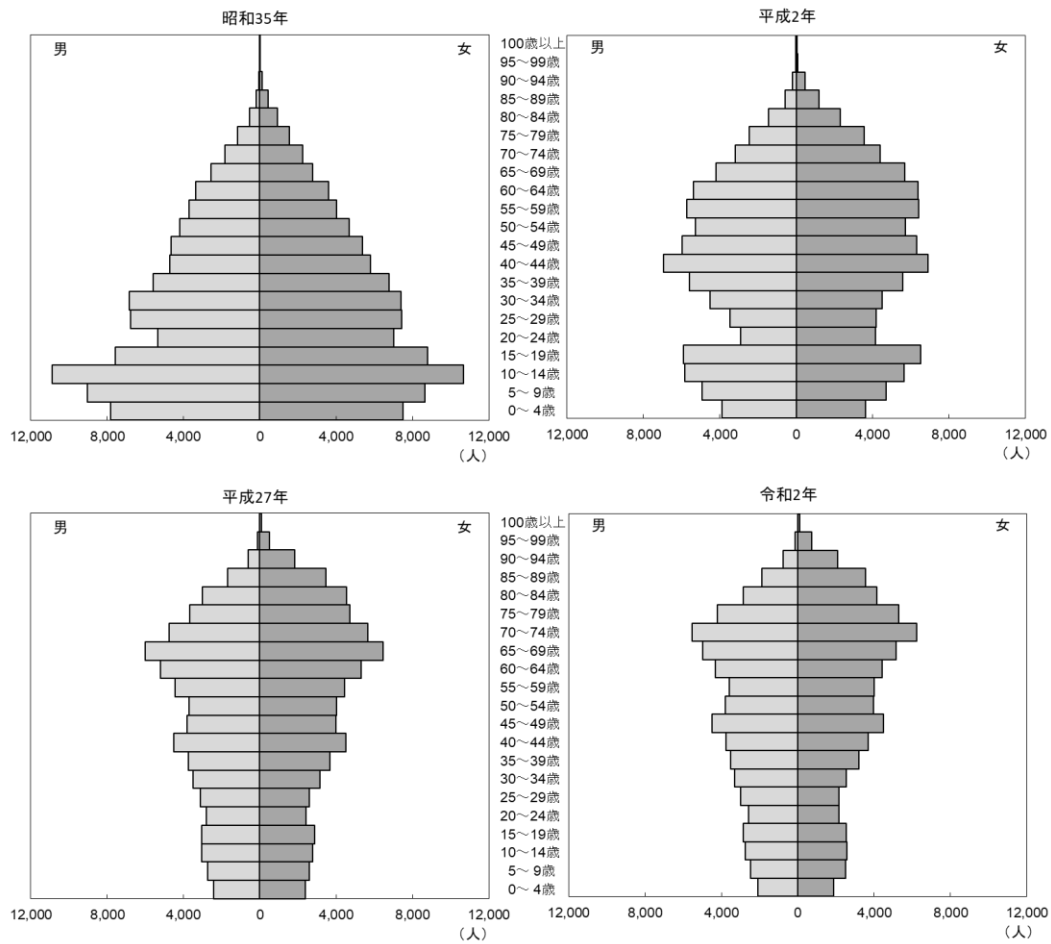 昭和35年
平成2年
男 女
男 女
100歳以上
95～99歳
90～94歳
85～89歳
80～84歳
75～79歳
70～74歳
65～69歳
60～64歳
55～59歳
50～54歳
45～49歳
40～44歳
35～39歳
30～34歳
25～29歳
20～24歳
15～19歳
10～14歳
5～ 9歳
0～ 4歳
12,000 8,000 4,000 0 4,000 8,000 12,000
（人）
12,000 8,000 4,000 0 4,000 8,000 12,000
（人）
平成27年
令和2年
男 女
男 女
100歳以上
95～99歳
90～94歳
85～89歳
80～84歳
75～79歳
70～74歳
65～69歳
60～64歳
55～59歳
50～54歳
45～49歳
40～44歳
35～39歳
30～34歳
25～29歳
20～24歳
15～19歳
10～14歳
5～ 9歳
0～ 4歳
12,000 8,000 4,000 0 4,000 8,000 12,000
（人）
12,000 8,000 4,000 0 4,000 8,000 12,000
（人）